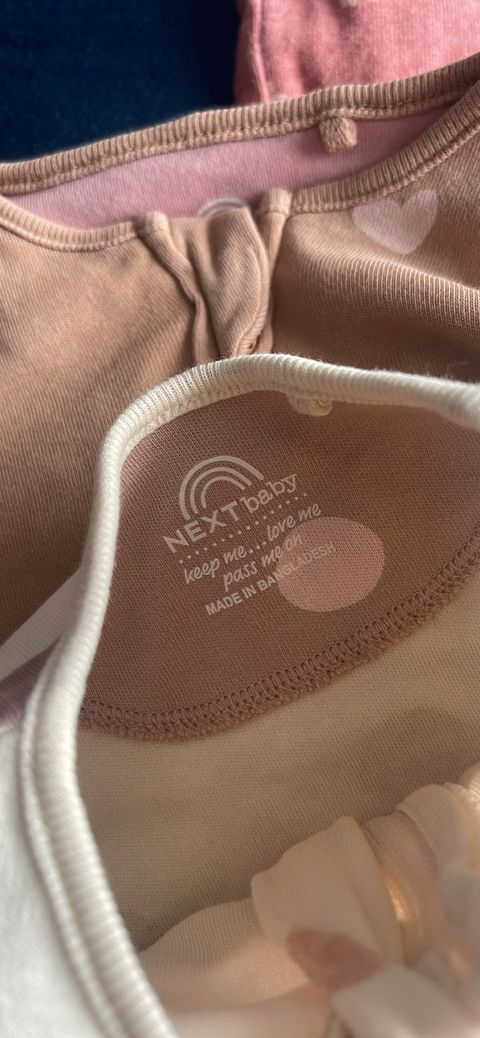 NEXT baby
keep me...love me
pass me on
MADE IN BANGLADESH